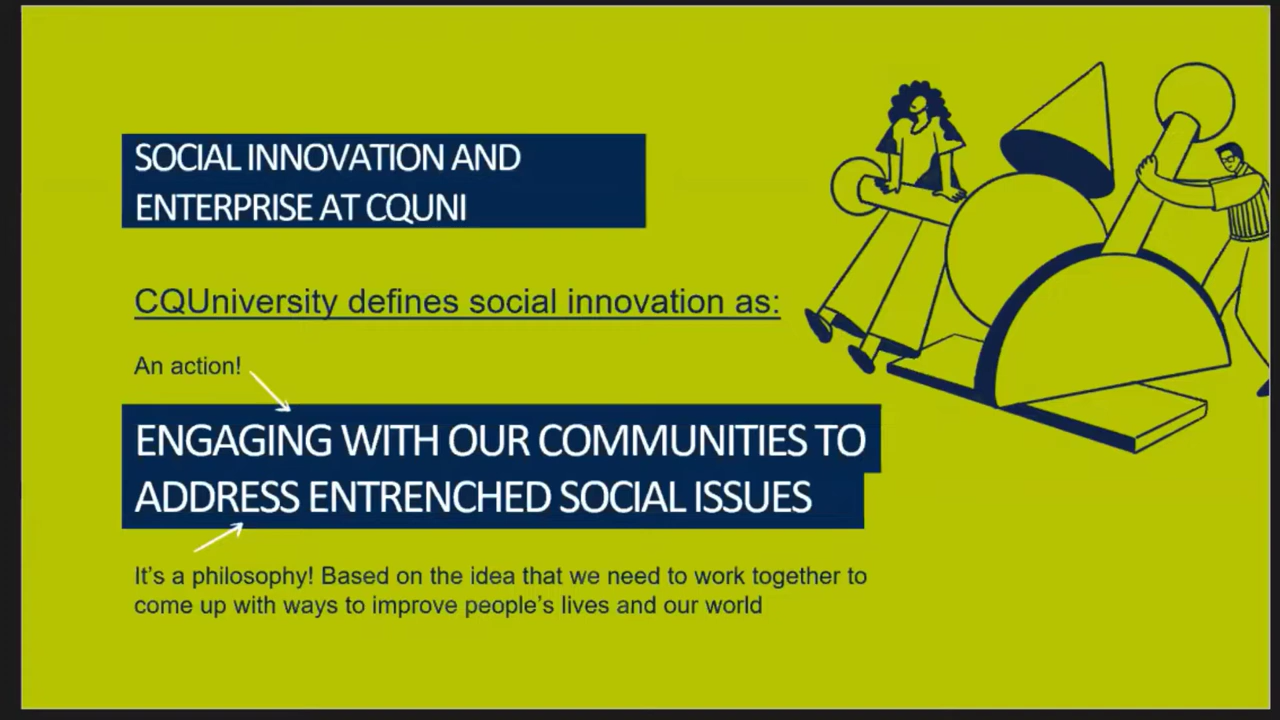 SOCIAL INNOVATION AND
ENTERPRISE AT CQUNI
CQUniversity defines social innovation as:
An action!
ENGAGING WITH OUR COMMUNITIES TO
ADDRESS ENTRENCHED SOCIAL ISSUES
It’s a philosophy! Based on the idea that we need to work together to
come up with ways to improve people’s lives and our world